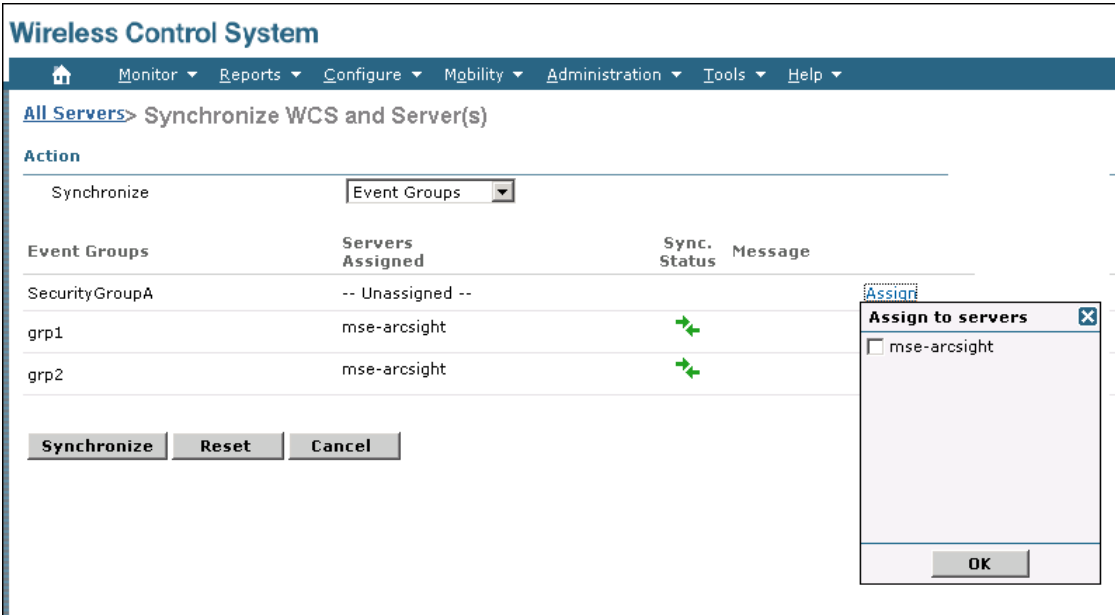 Wireless Control System
Monitor Reports Configure Mobility Administration Tools Help
All Servers> Synchronize WCS and Server(s)
Action
Synchronize Event Groups
Event Groups Servers Assigned Sync. Status Message
SecurityGroupA -- Unassigned -- Assign
Assign to servers
mse-arcsight
grp1 mse-arcsight
grp2 mse-arcsight
Synchronize Reset Cancel
OK